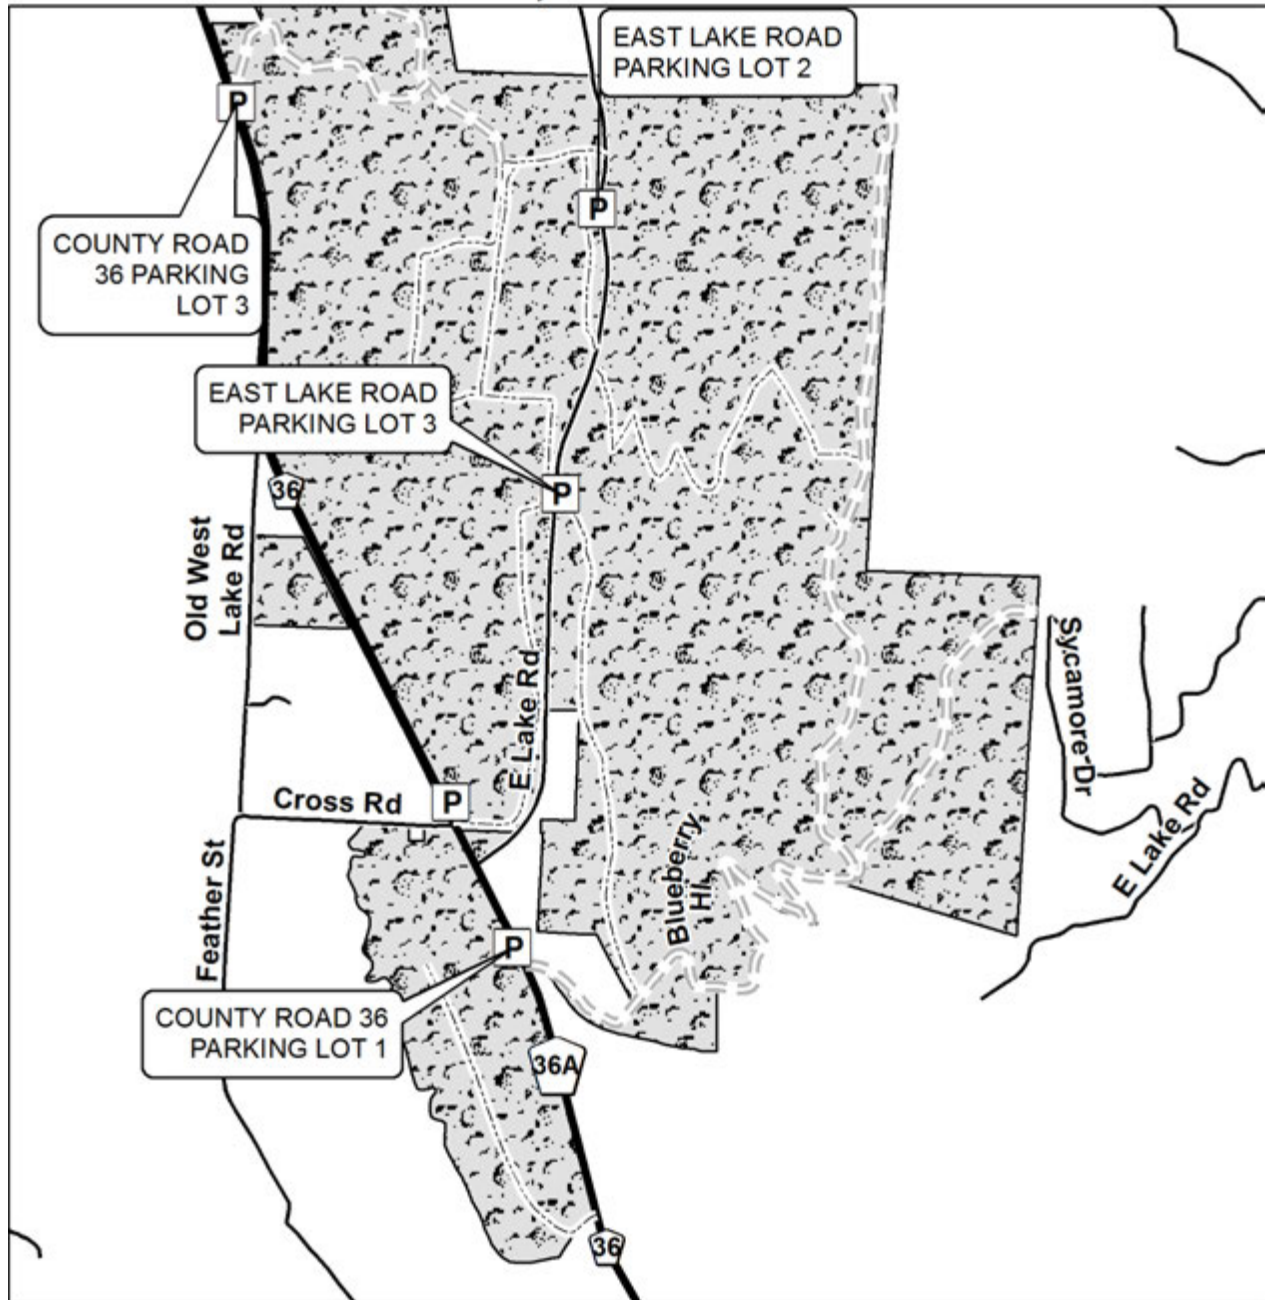 EAST LAKE ROAD
PARKING LOT 2
P
P
COUNTY ROAD
36 PARKING
LOT 3
EAST LAKE ROAD
PARKING LOT 3
36
P
Old West
Lake Rd
Sycamore Dr
E Lake Rd
Cross Rd
P
E Lake Rd
Blueberry
Hl
Feather St
P
COUNTY ROAD 36
PARKING LOT 1
36A
36